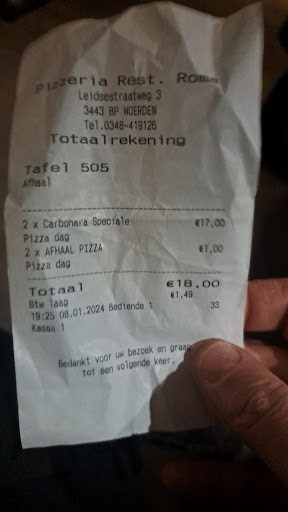 Pizzeria Rest. Roma
Leidsestraatweg 3
3443 BP WOERDEN
Tel.0348-419126
Totaalrekening
Tafel 505
Afhaal
2 x Carbonara Speciale €17,00
Pizza dag
2 x AFHAAL PIZZA €1,00
Pizza dag
Totaal €18.00
Btw laag €1,49
19:25 08.01.2024 Bediende 1 33
Kassa 1
Bedankt voor uw bezoek en graag
tot een volgende keer.